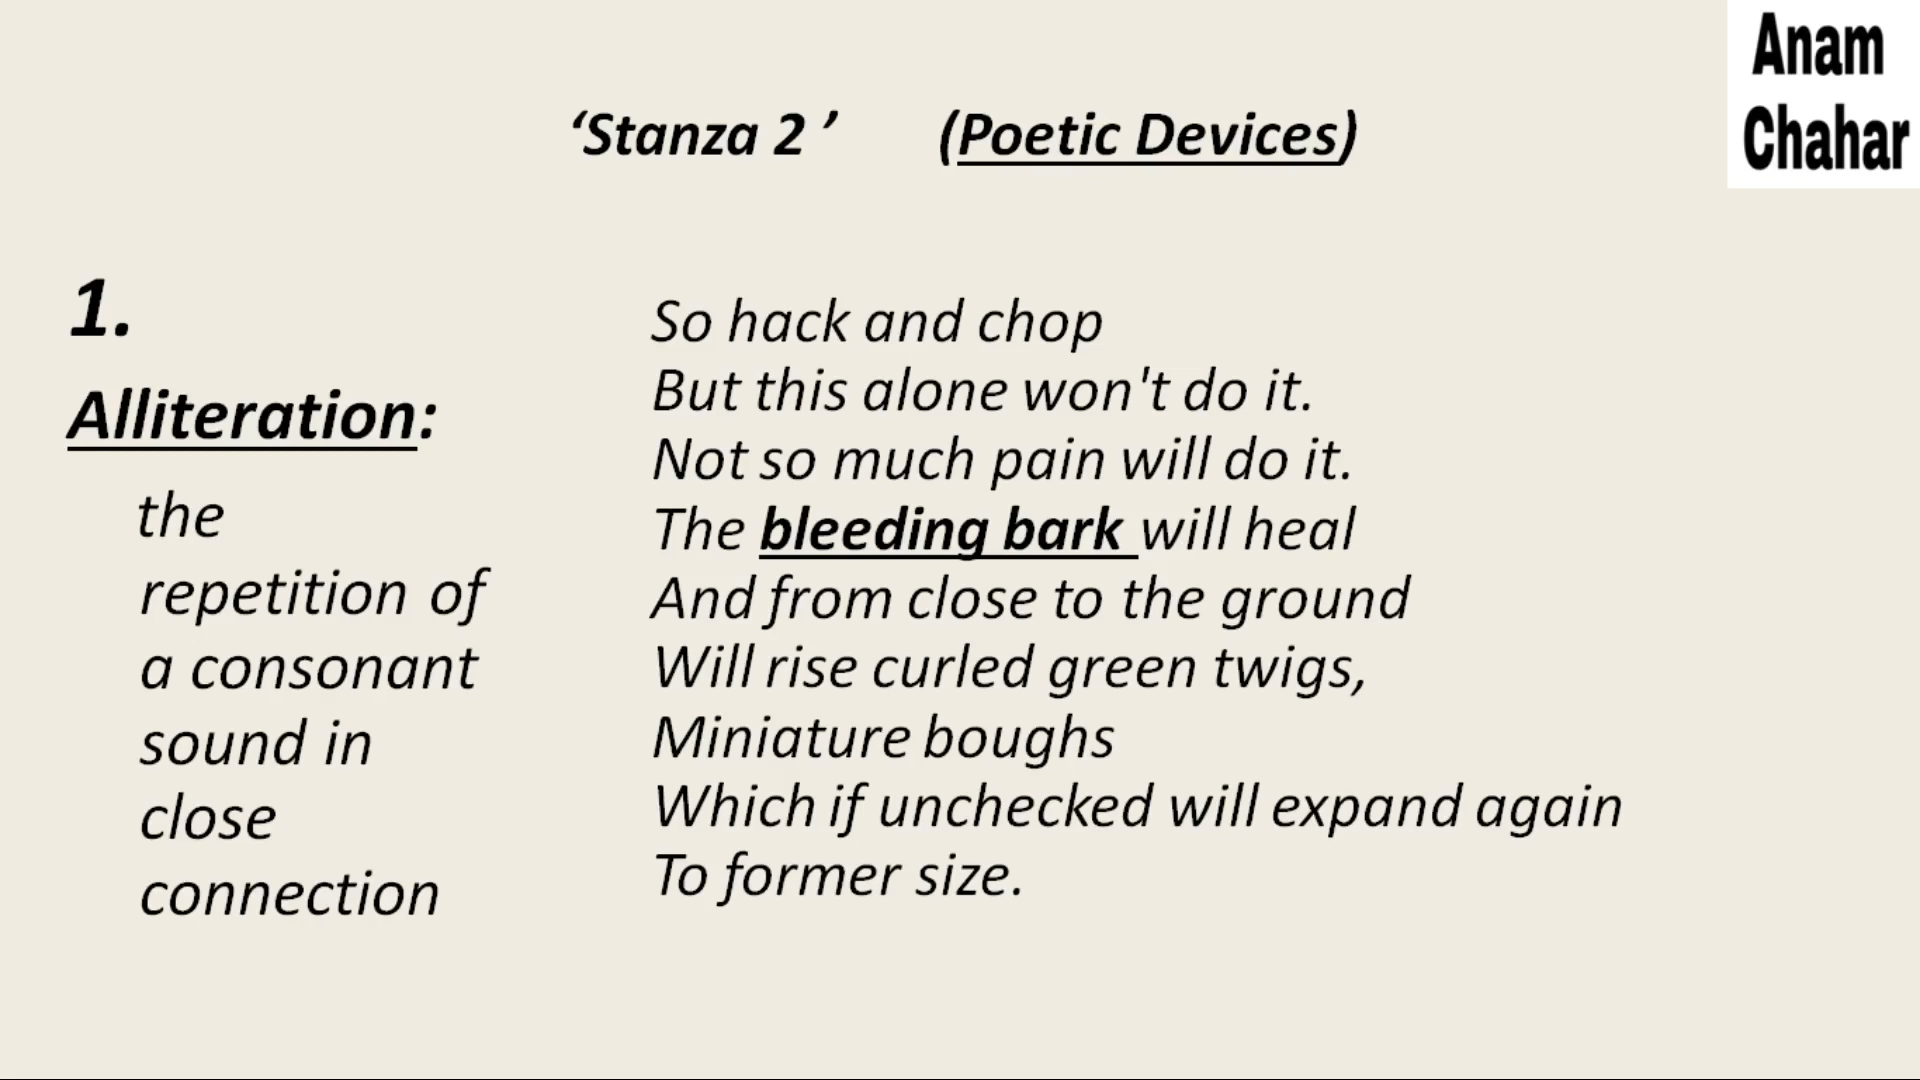 Anam
Chahar
‘Stanza 2 ’ (Poetic Devices)
1.
Alliteration:
the
repetition of
a consonant
sound in
close
connection
So hack and chop
But this alone won't do it.
Not so much pain will do it.
The bleeding bark will heal
And from close to the ground
Will rise curled green twigs,
Miniature boughs
Which if unchecked will expand again
To former size.